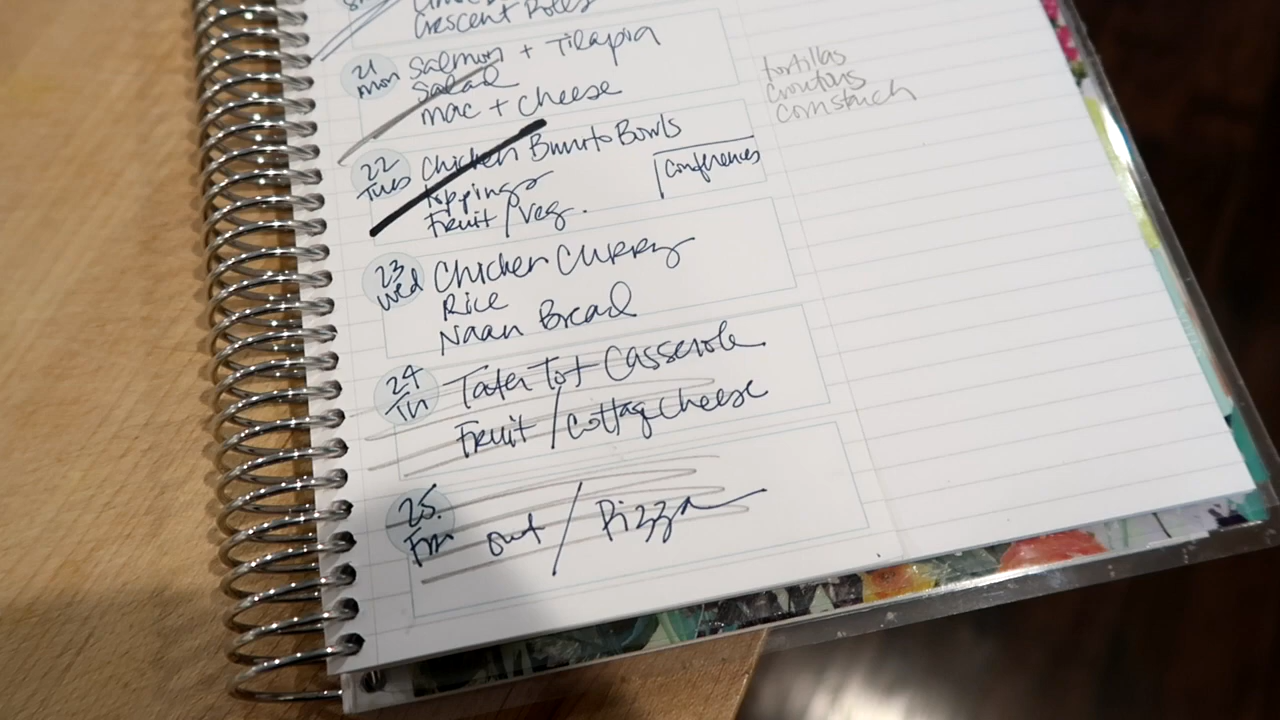 Crescent Rolls
21 Mon
Salmon + Tilapia
Salad
mac + cheese
tortillas
croutons
cornstarch
22 Tues
Chicken Burrito Bowls
toppings
Fruit / Veg.
Conferences
23 Wed
Chicken Curry
Rice
Naan Bread
24 TH
Tater Tot Casserole
Fruit / Cottage Cheese
25. Fri
out / Pizza